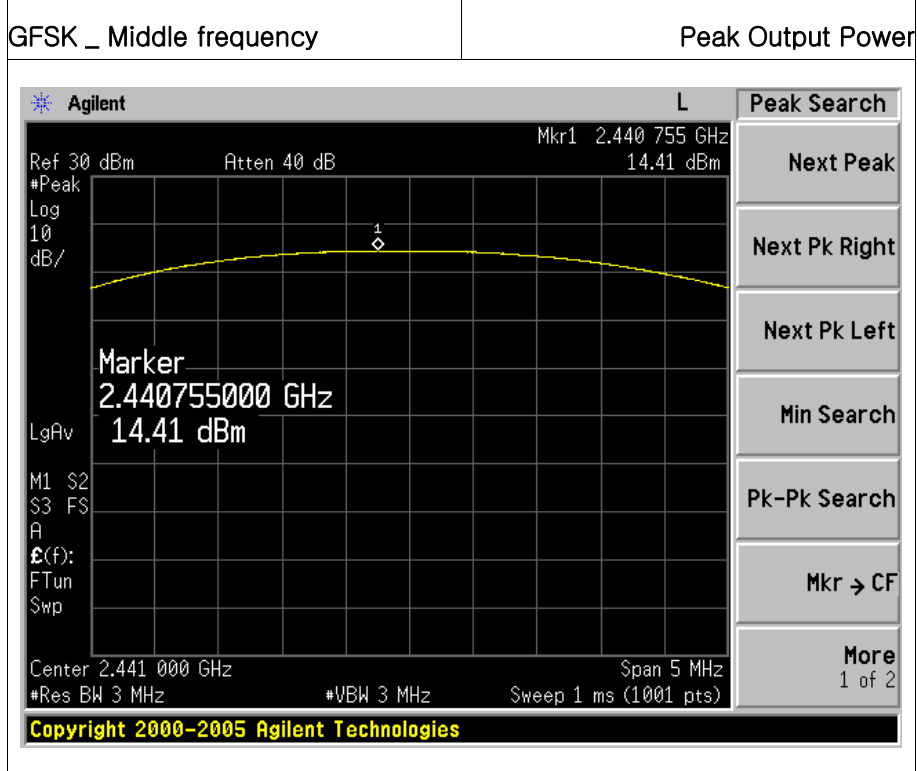 GFSK _ Middle frequency
Peak Output Power
Agilent
L
Peak Search
Mkr1 2.440 755 GHz
Ref 30 dBm
Atten 40 dB
14.41 dBm
#Peak
Log
10
dB/
1
Marker
2.440755000 GHz
14.41 dBm
LgAv
M1 S2
S3 FS
A
£(f):
FTun
Swp
Center 2.441 000 GHz
Span 5 MHz
#Res BW 3 MHz
#VBW 3 MHz
Sweep 1 ms (1001 pts)
Next Peak
Next Pk Right
Next Pk Left
Min Search
Pk-Pk Search
Mkr → CF
More
1 of 2
Copyright 2000-2005 Agilent Technologies